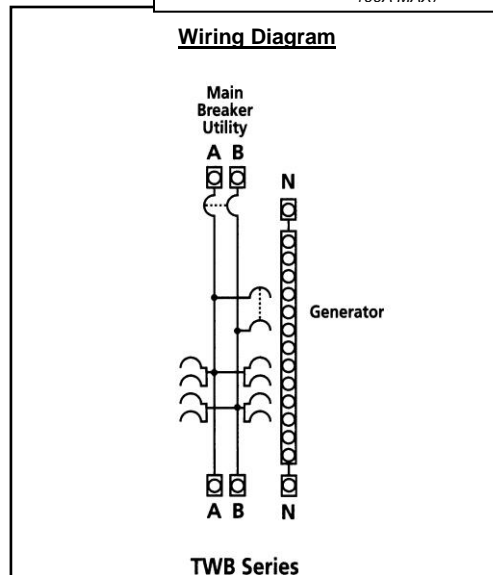 Wiring Diagram
Main
Breaker
Utility
A B
N
Generator
A B
N
TWB Series